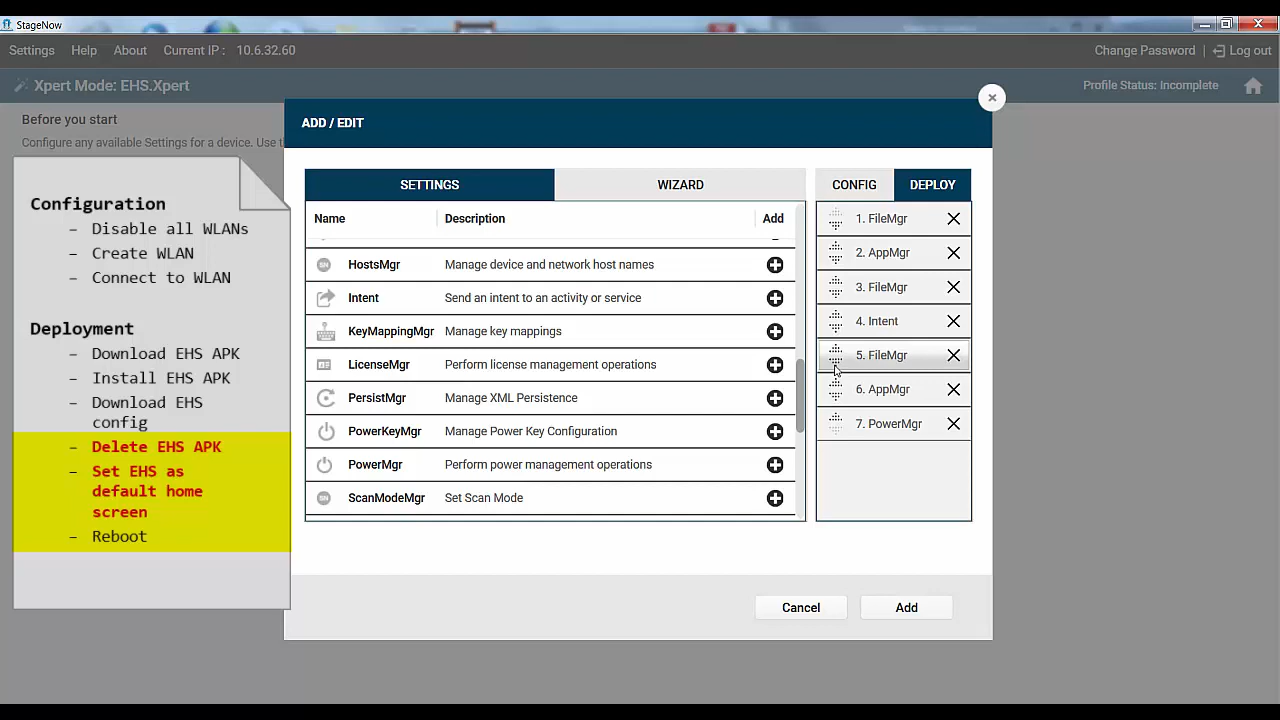 StageNow
Settings Help About Current IP : 10.6.32.60 Change Password | Log out
Xpert Mode: EHS.Xpert Profile Status: Incomplete
Before you start
Configure any available Settings for a device. Use
ADD / EDIT
SETTINGS WIZARD CONFIG DEPLOY
Name Description Add
HostsMgr Manage device and network host names
Intent Send an intent to an activity or service
KeyMappingMgr Manage key mappings
LicenseMgr Perform license management operations
PersistMgr Manage XML Persistence
PowerKeyMgr Manage Power Key Configuration
PowerMgr Perform power management operations
ScanModeMgr Set Scan Mode
1. FileMgr
2. AppMgr
3. FileMgr
4. Intent
5. FileMgr
6. AppMgr
7. PowerMgr
Cancel Add
Configuration
- Disable all WLANs
- Create WLAN
- Connect to WLAN
Deployment
- Download EHS APK
- Install EHS APK
- Download EHS
config
- Delete EHS APK
- Set EHS as
default home
screen
- Reboot